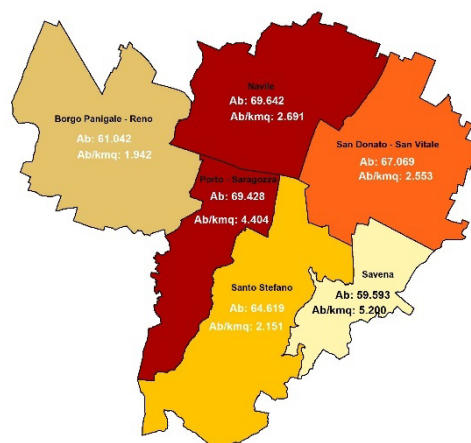 Navile
Ab: 69.642
Ab/kmq: 2.691
Borgo Panigale - Reno
Ab: 61.042
Ab/kmq: 1.942
San Donato - San Vitale
Ab: 67.069
Ab/kmq: 2.553
Porto - Saragozza
Ab: 69.428
Ab/kmq: 4.404
Savena
Ab: 59.593
Ab/kmq: 5.200
Santo Stefano
Ab: 64.619
Ab/kmq: 2.151